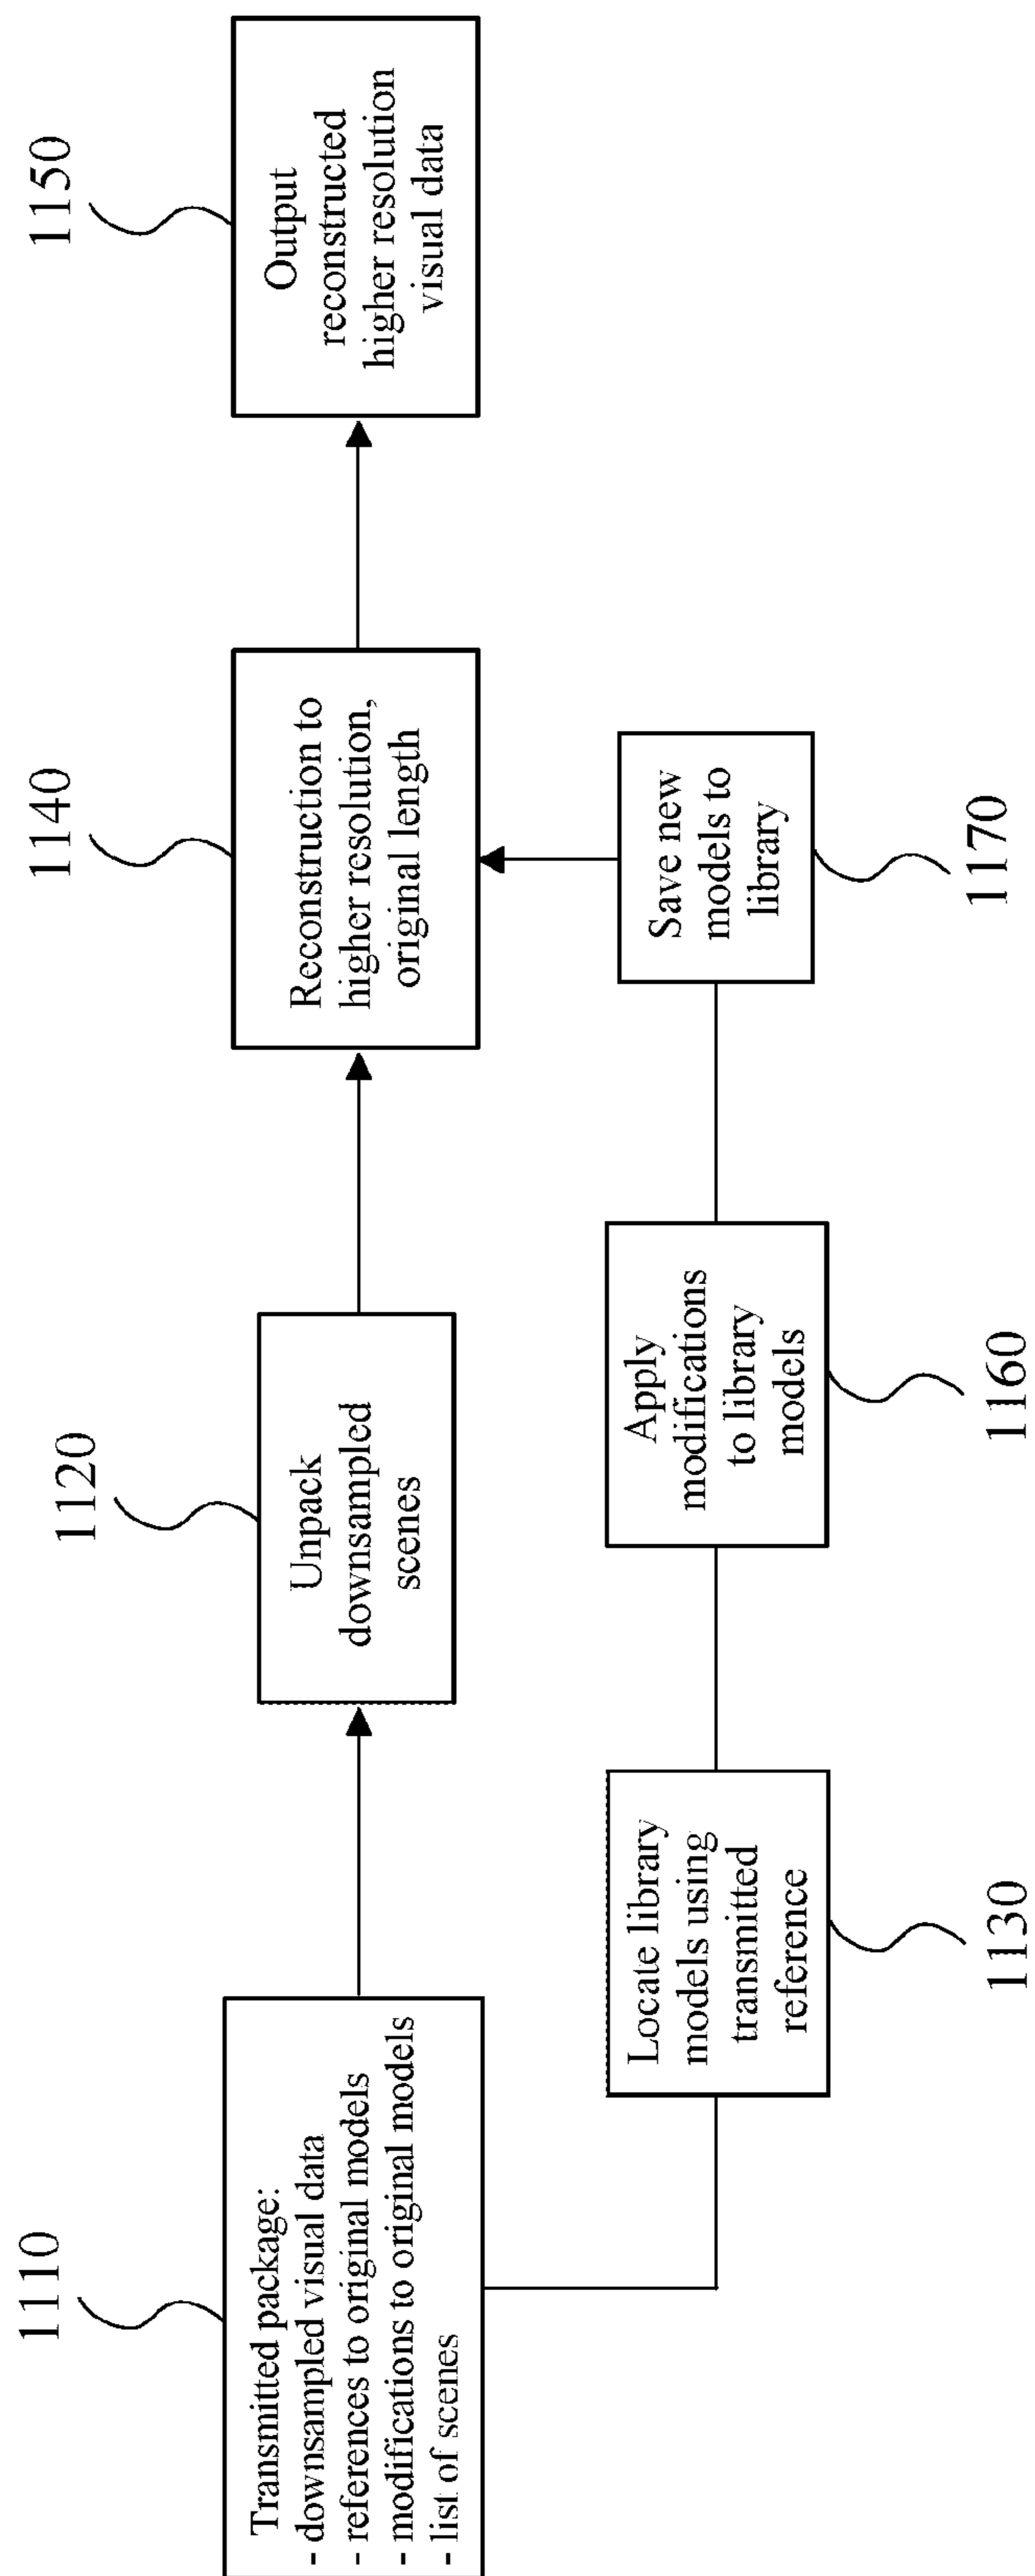 1110
Transmitted package:
- downsampled visual data
- references to original models
- modifications to original models
- list of scenes
1120
Unpack
downsampled
scenes
1140
Reconstruction to
higher resolution,
original length
1150
Output
reconstructed
higher resolution
visual data
Locate library
models using
transmitted
reference
1130
Apply
modifications
to library
models
1160
Save new
models to
library
1170